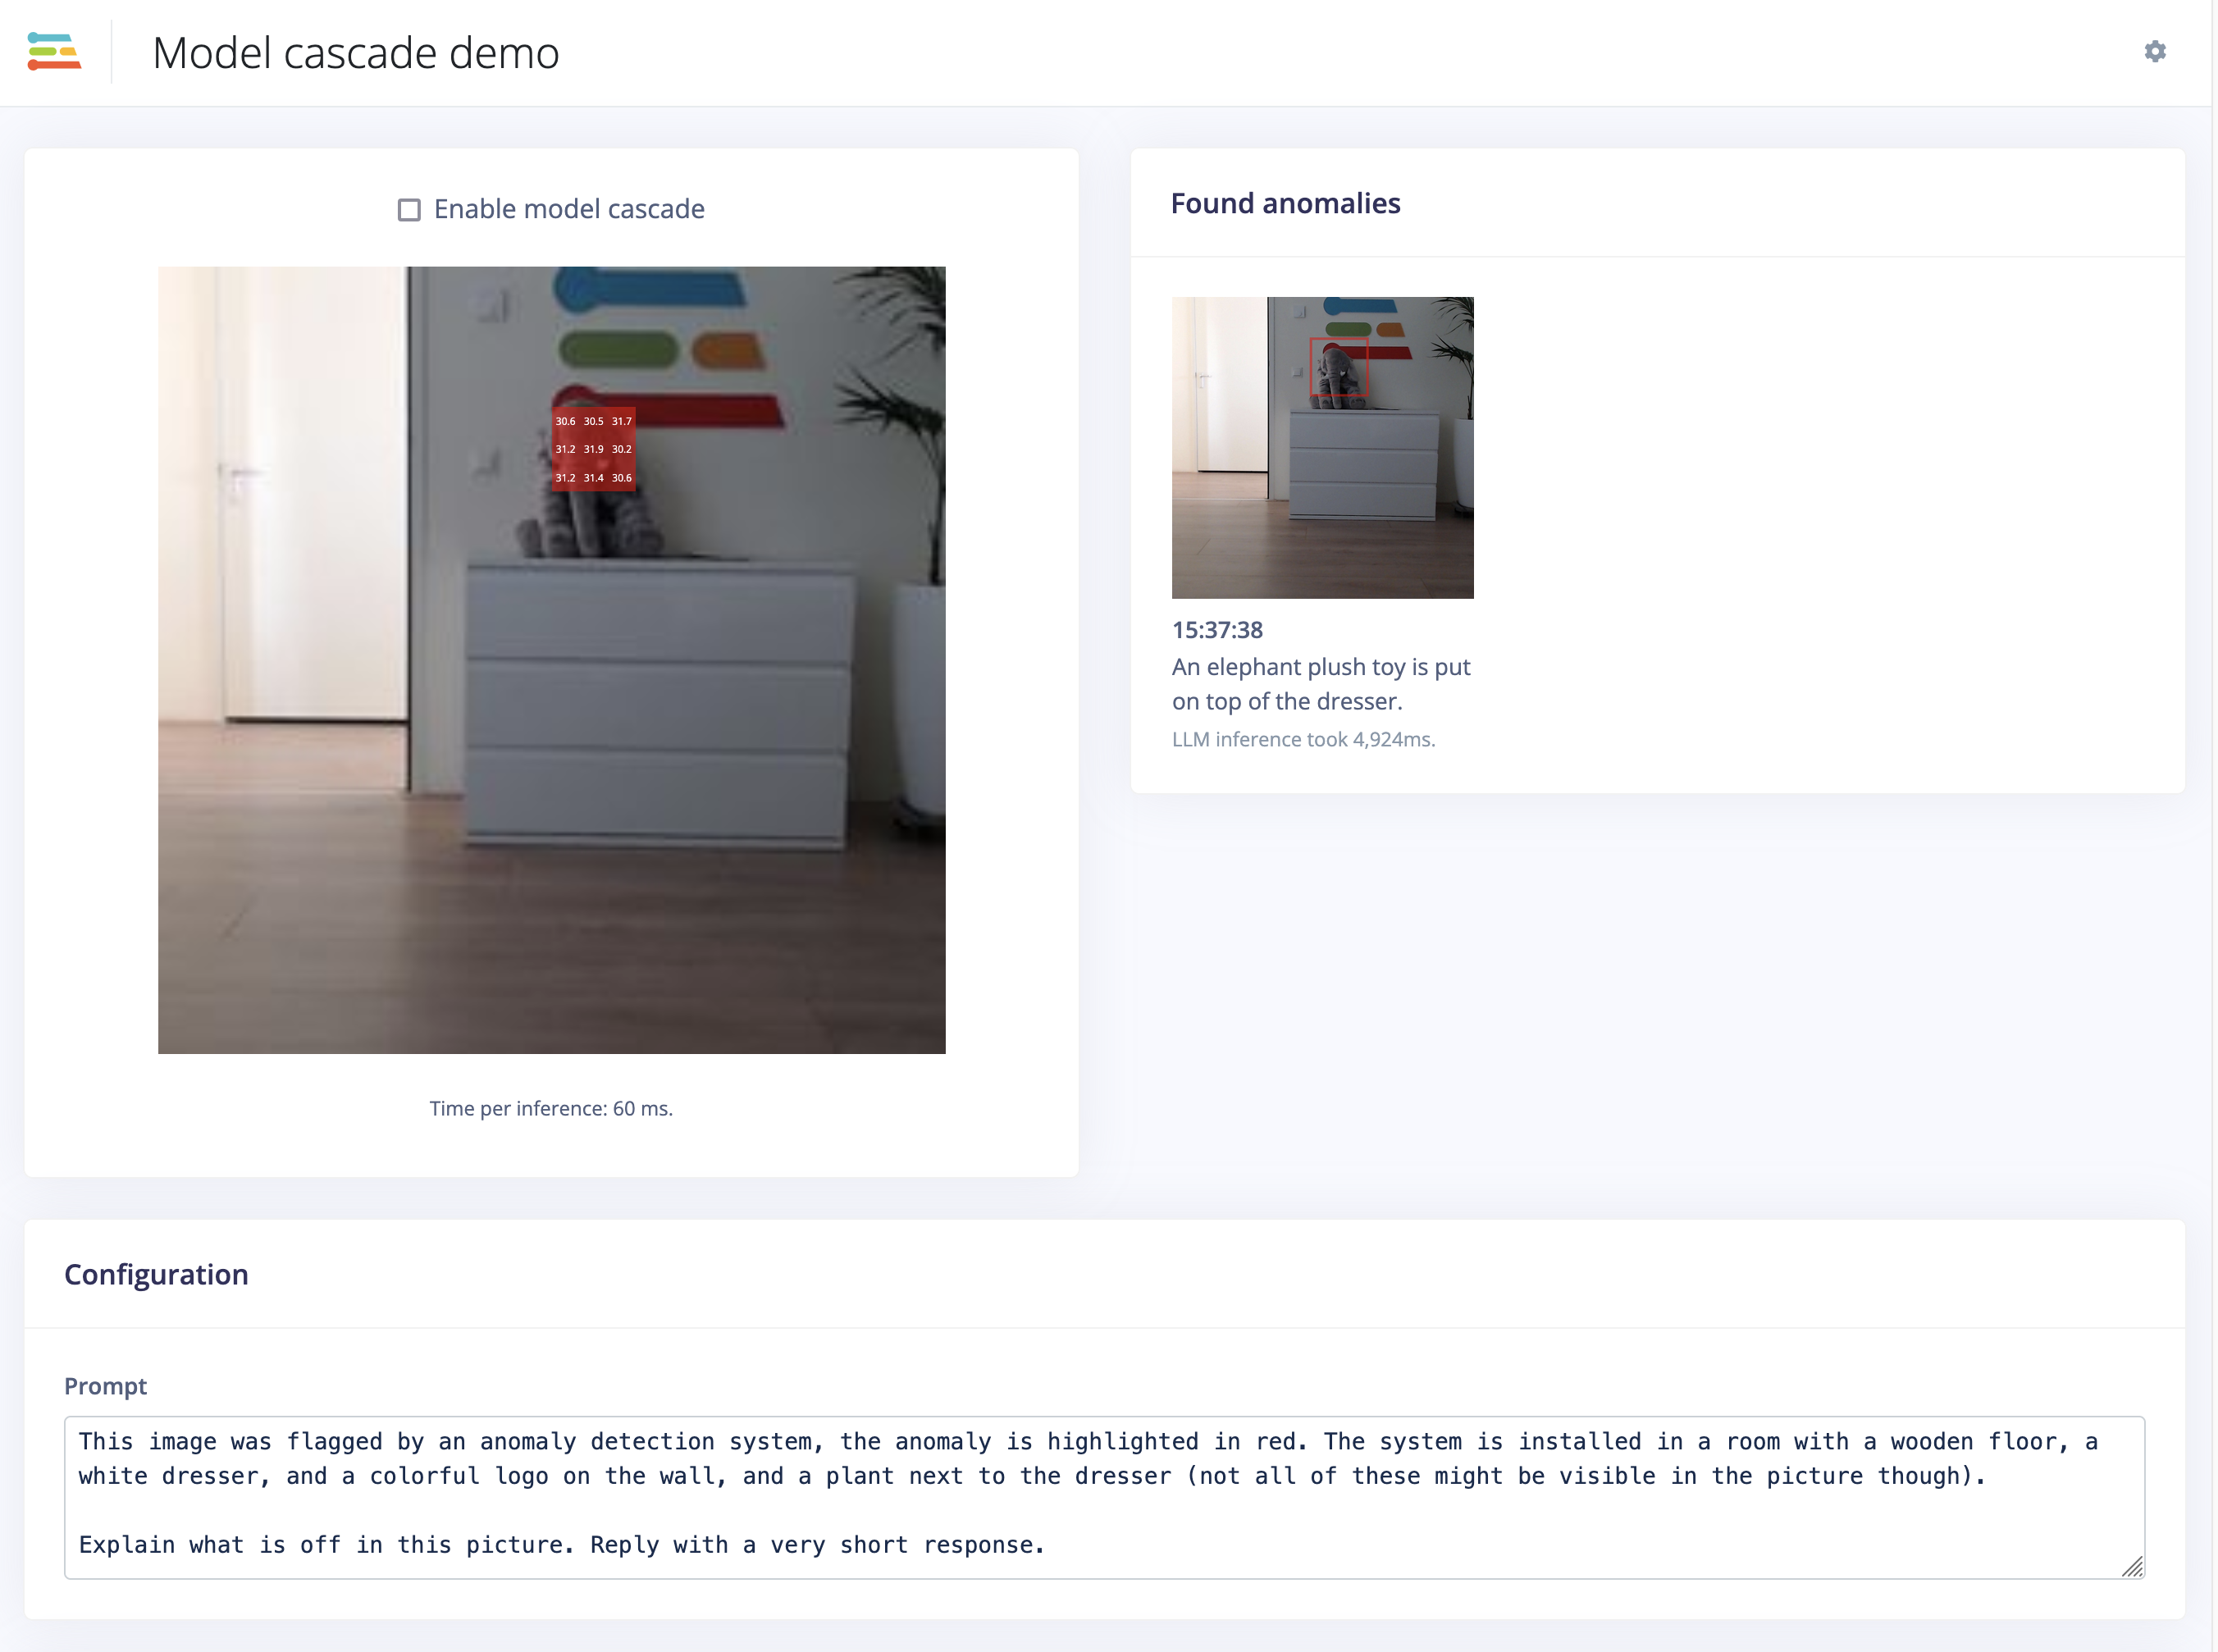 Model cascade demo
Enable model cascade
30.6 30.5 31.7
31.2 31.9 30.2
31.2 31.4 30.6
Time per inference: 60 ms.
Found anomalies
15:37:38
An elephant plush toy is put
on top of the dresser.
LLM inference took 4,924ms.
Configuration
Prompt
This image was flagged by an anomaly detection system, the anomaly is highlighted in red. The system is installed in a room with a wooden floor, a
white dresser, and a colorful logo on the wall, and a plant next to the dresser (not all of these might be visible in the picture though).
Explain what is off in this picture. Reply with a very short response.